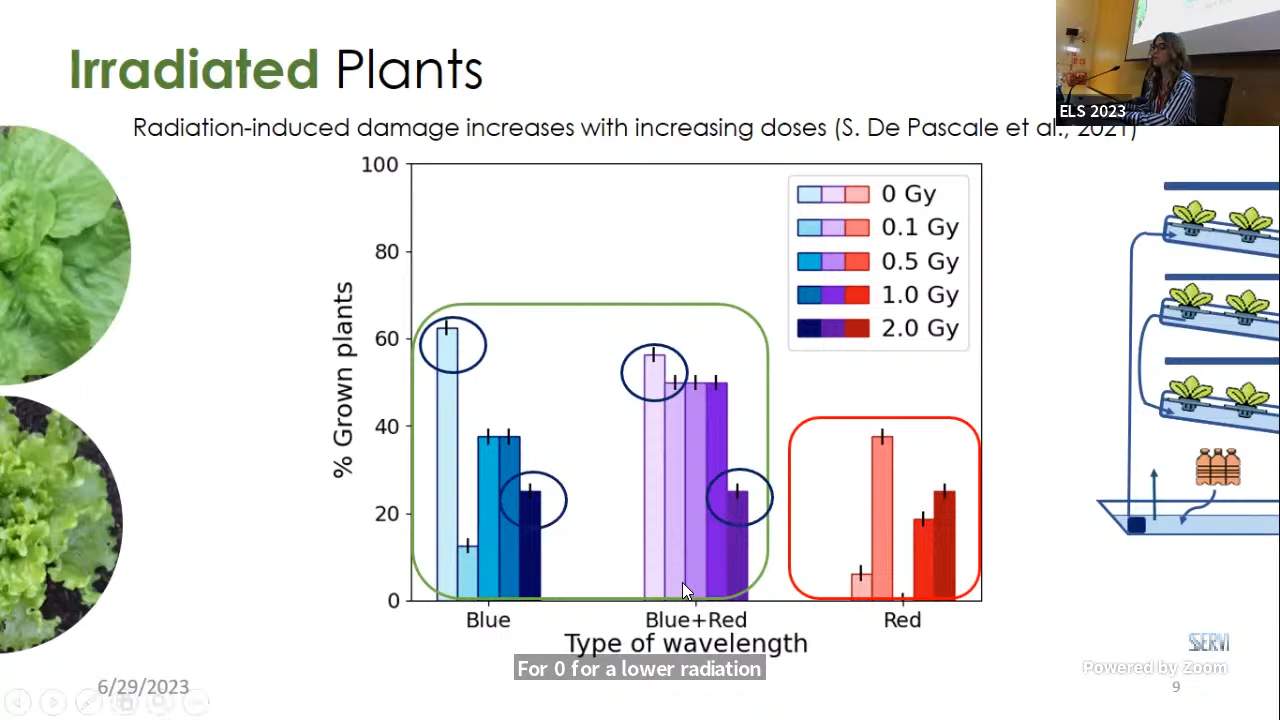 Irradiated Plants
ELS 2023
Radiation-induced damage increases with increasing doses (S. De Pascale et al., 2021)
100
80
60
40
20
0
% Grown plants
0 Gy
0.1 Gy
0.5 Gy
1.0 Gy
2.0 Gy
Blue
Blue+Red
Red
Type of wavelength
For 0 for a lower radiation
SERVI
Powered by Zoom
6/29/2023
9